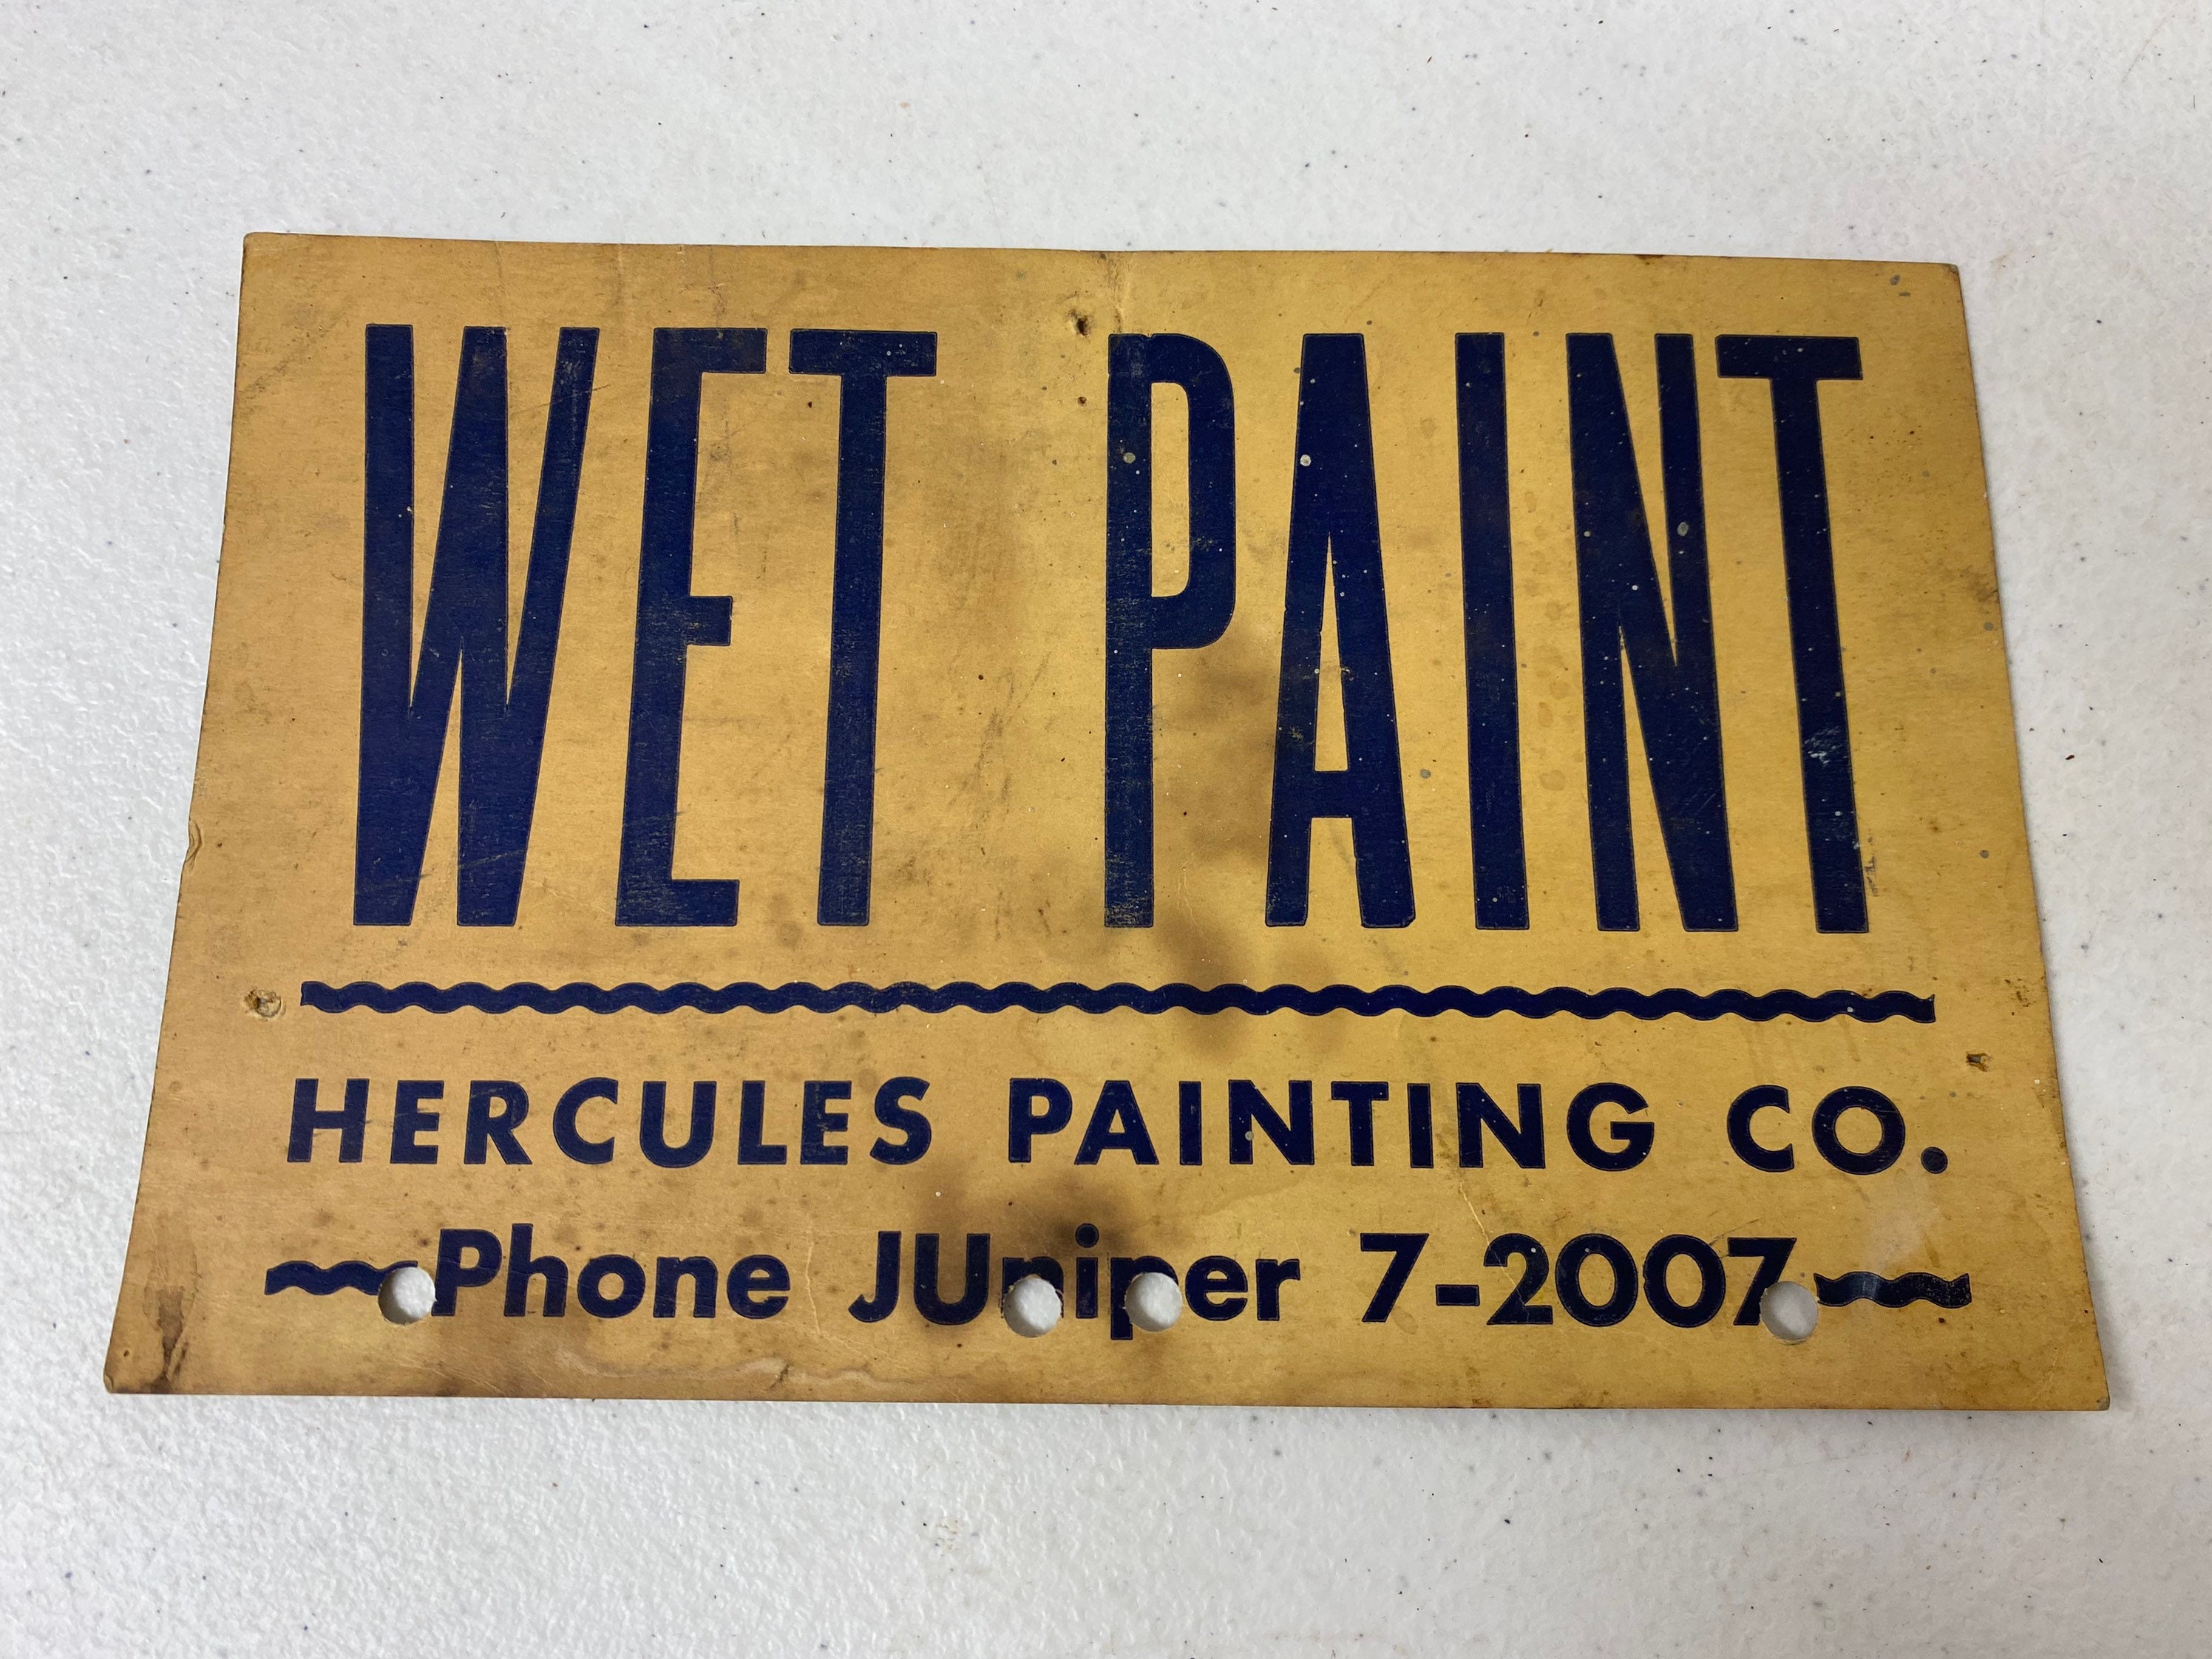 WET PAINT
HERCULES PAINTING CO.
Phone JUniper 7-2007